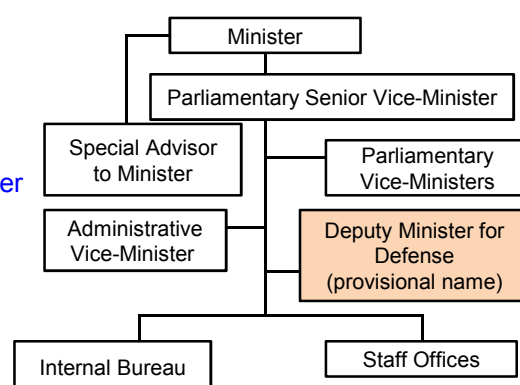 Minister
Parliamentary Senior Vice-Minister
Special Advisor
to Minister
er
Parliamentary
Vice-Ministers
Administrative
Vice-Minister
Deputy Minister for
Defense
(provisional name)
Internal Bureau
Staff Offices